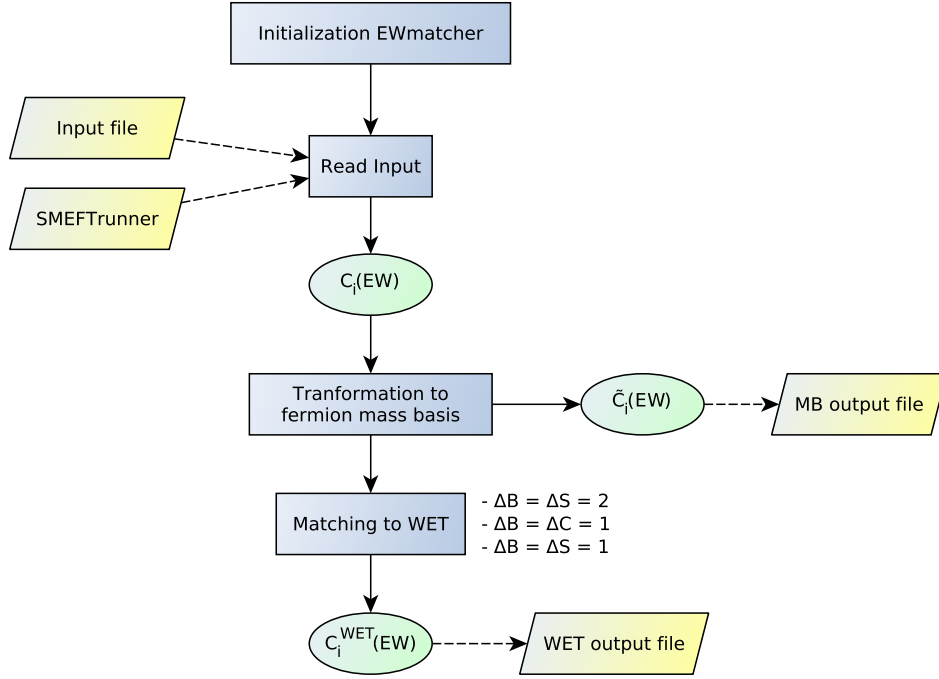 Initialization EWmatcher
Input file
Read Input
SMEFTrunner
C_i(EW)
Tranformation to
fermion mass basis
C̃_i(EW)
MB output file
Matching to WET
- ΔB = ΔS = 2
- ΔB = ΔC = 1
- ΔB = ΔS = 1
C_i^WET(EW)
WET output file